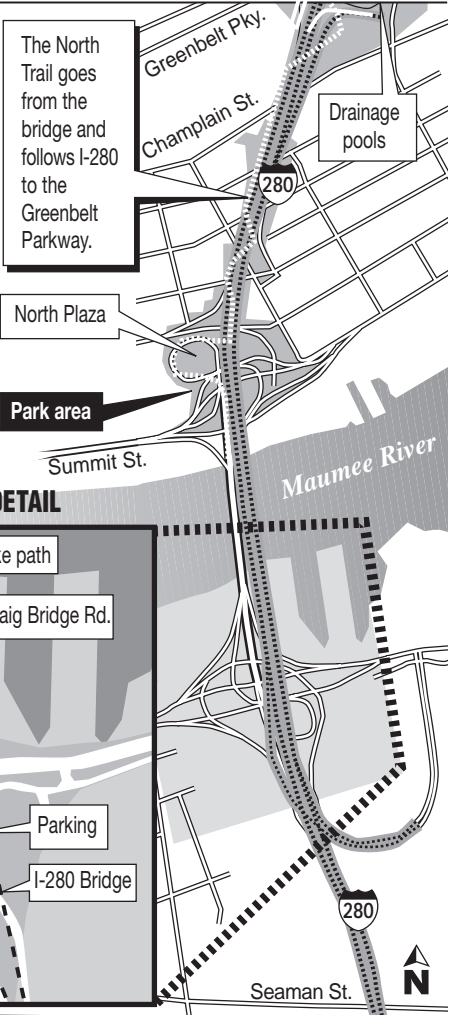 The North
Trail goes
from the
bridge and
follows I-280
to the
Greenbelt
Parkway.
Greenbelt Pky.
Champlain St.
Drainage
pools
280
North Plaza
Park area
Summit St.
Maumee River
DETAIL
path
Bridge Rd.
Parking
I-280 Bridge
280
N
Seaman St.